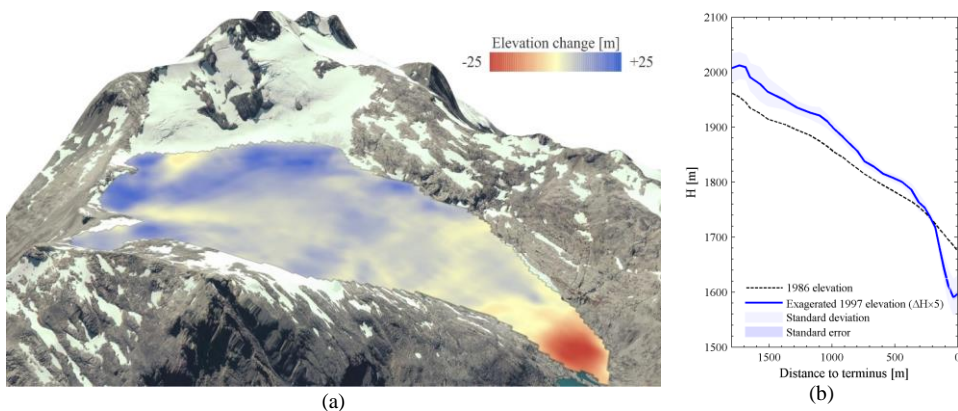 Elevation change [m]
-25
+25
(a)
2100
2000
1900
1800
1700
1600
1500
H [m]
1500
1000
500
0
Distance to terminus [m]
1986 elevation
Exagerated 1997 elevation (ΔH×5)
Standard deviation
Standard error
(b)